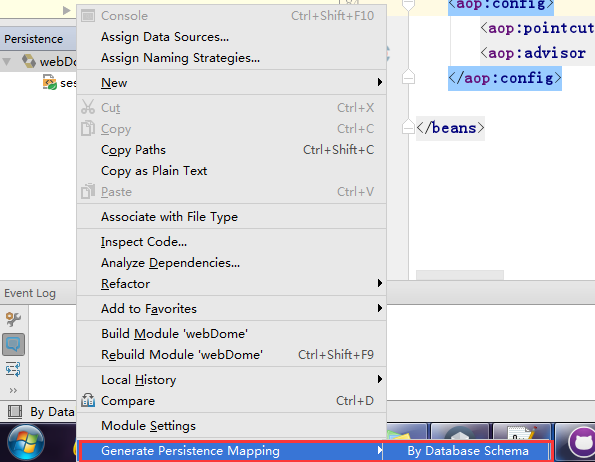 Persistence
webDo
ses
Console Ctrl+Shift+F10
Assign Data Sources...
Assign Naming Strategies...
New
Cut Ctrl+X
Copy Ctrl+C
Copy Paths Ctrl+Shift+C
Copy as Plain Text
Paste Ctrl+V
Associate with File Type
Inspect Code...
Analyze Dependencies...
Refactor
Add to Favorites
Build Module 'webDome'
Rebuild Module 'webDome' Ctrl+Shift+F9
Local History
Compare Ctrl+D
Module Settings
Generate Persistence Mapping
By Database Schema
<aop:config>
<aop:pointcut
<aop:advisor
</aop:config>
</beans>
Event Log
By Data